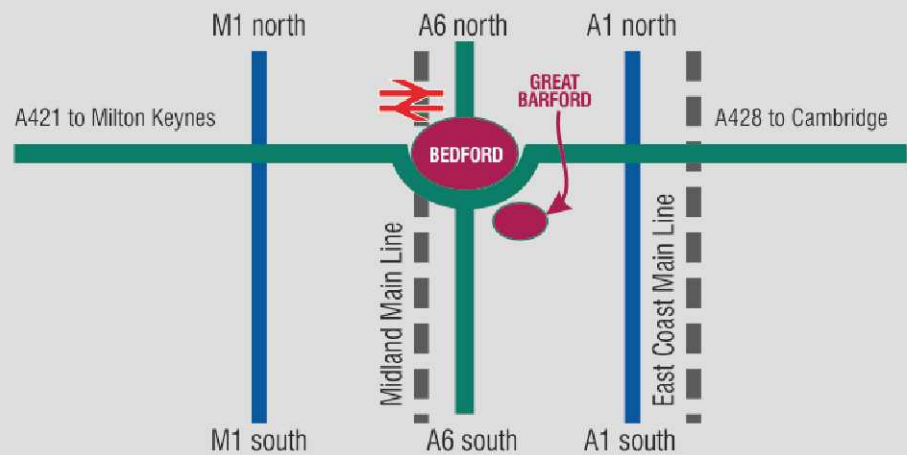 M1 north
A6 north
A1 north
GREAT
BARFORD
A421 to Milton Keynes
A428 to Cambridge
BEDFORD
Midland Main Line
East Coast Main Line
M1 south
A6 south
A1 south